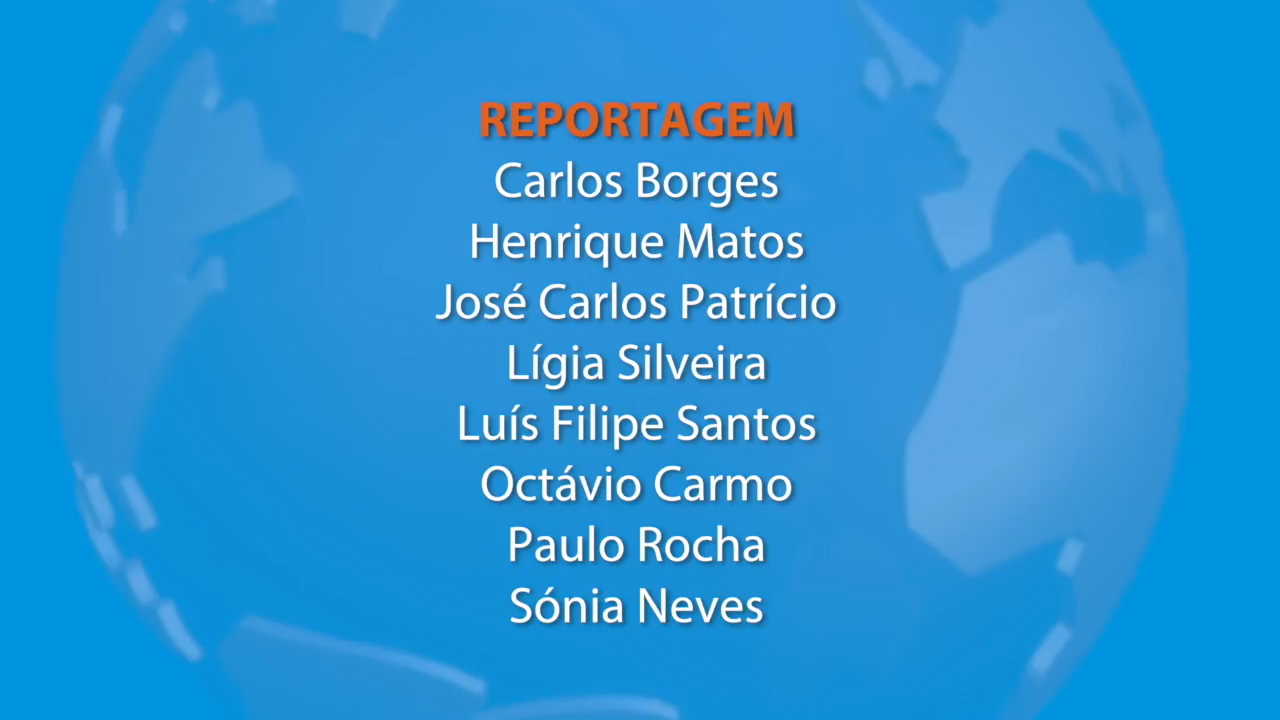 REPORTAGEM
Carlos Borges
Henrique Matos
José Carlos Patrício
Lígia Silveira
Luís Filipe Santos
Octávio Carmo
Paulo Rocha
Sónia Neves